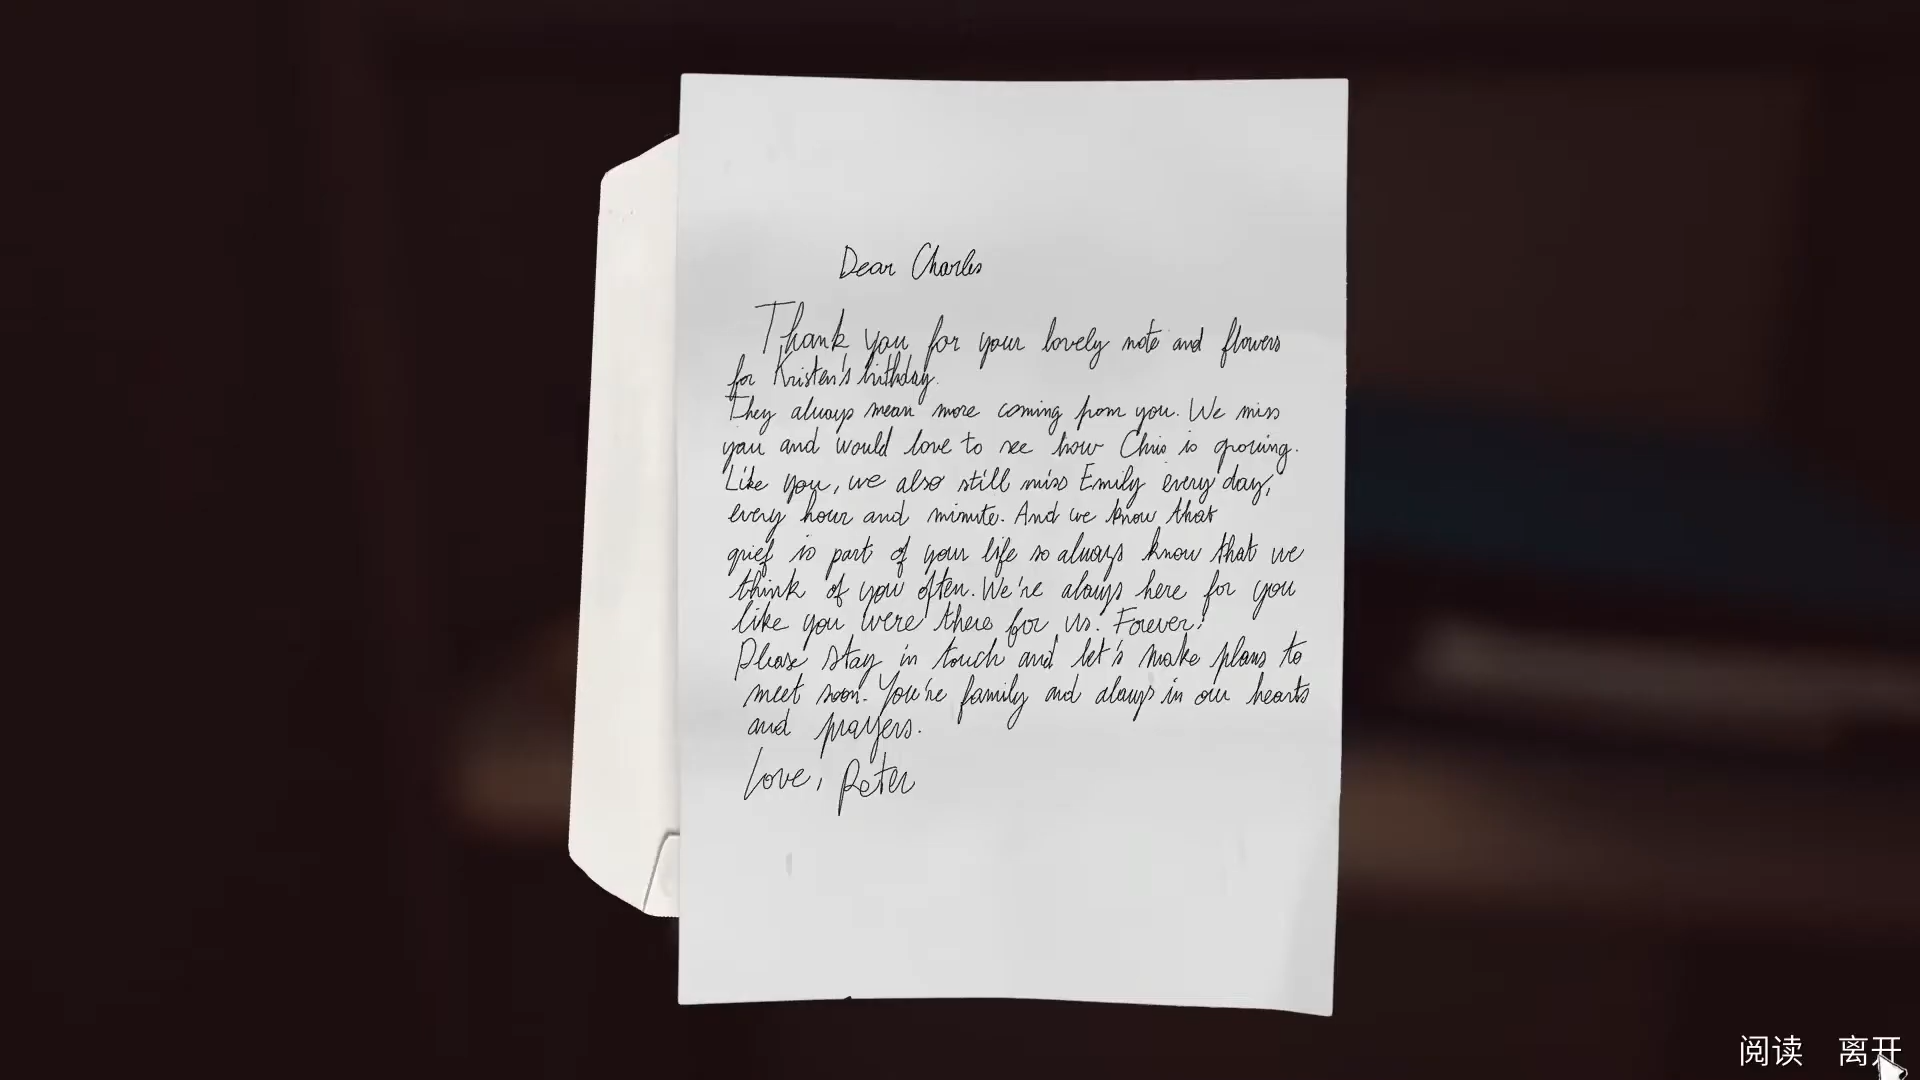 Dear Charles
Thank you for your lovely note and flowers
for Kristen's birthday.
They always mean more coming from you. We miss
you and would love to see how Chris is growing.
Like you, we also still miss Emily every day,
every hour and minute. And we know that
grief is part of your life so always know that we
think of you often. We're always here for you
like you were there for us. Forever.
Please stay in touch and let's make plans to
meet soon. You're family and always in our hearts
and prayers.
Love, Peter
阅读 离开